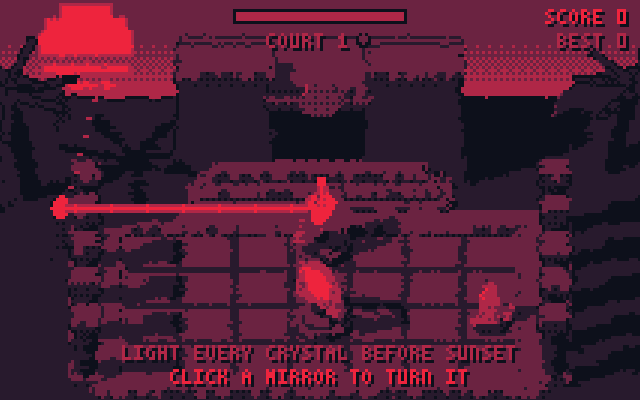 SCORE 0
COURT 1
BEST 0
LIGHT EVERY CRYSTAL BEFORE SUNSET
CLICK A MIRROR TO TURN IT